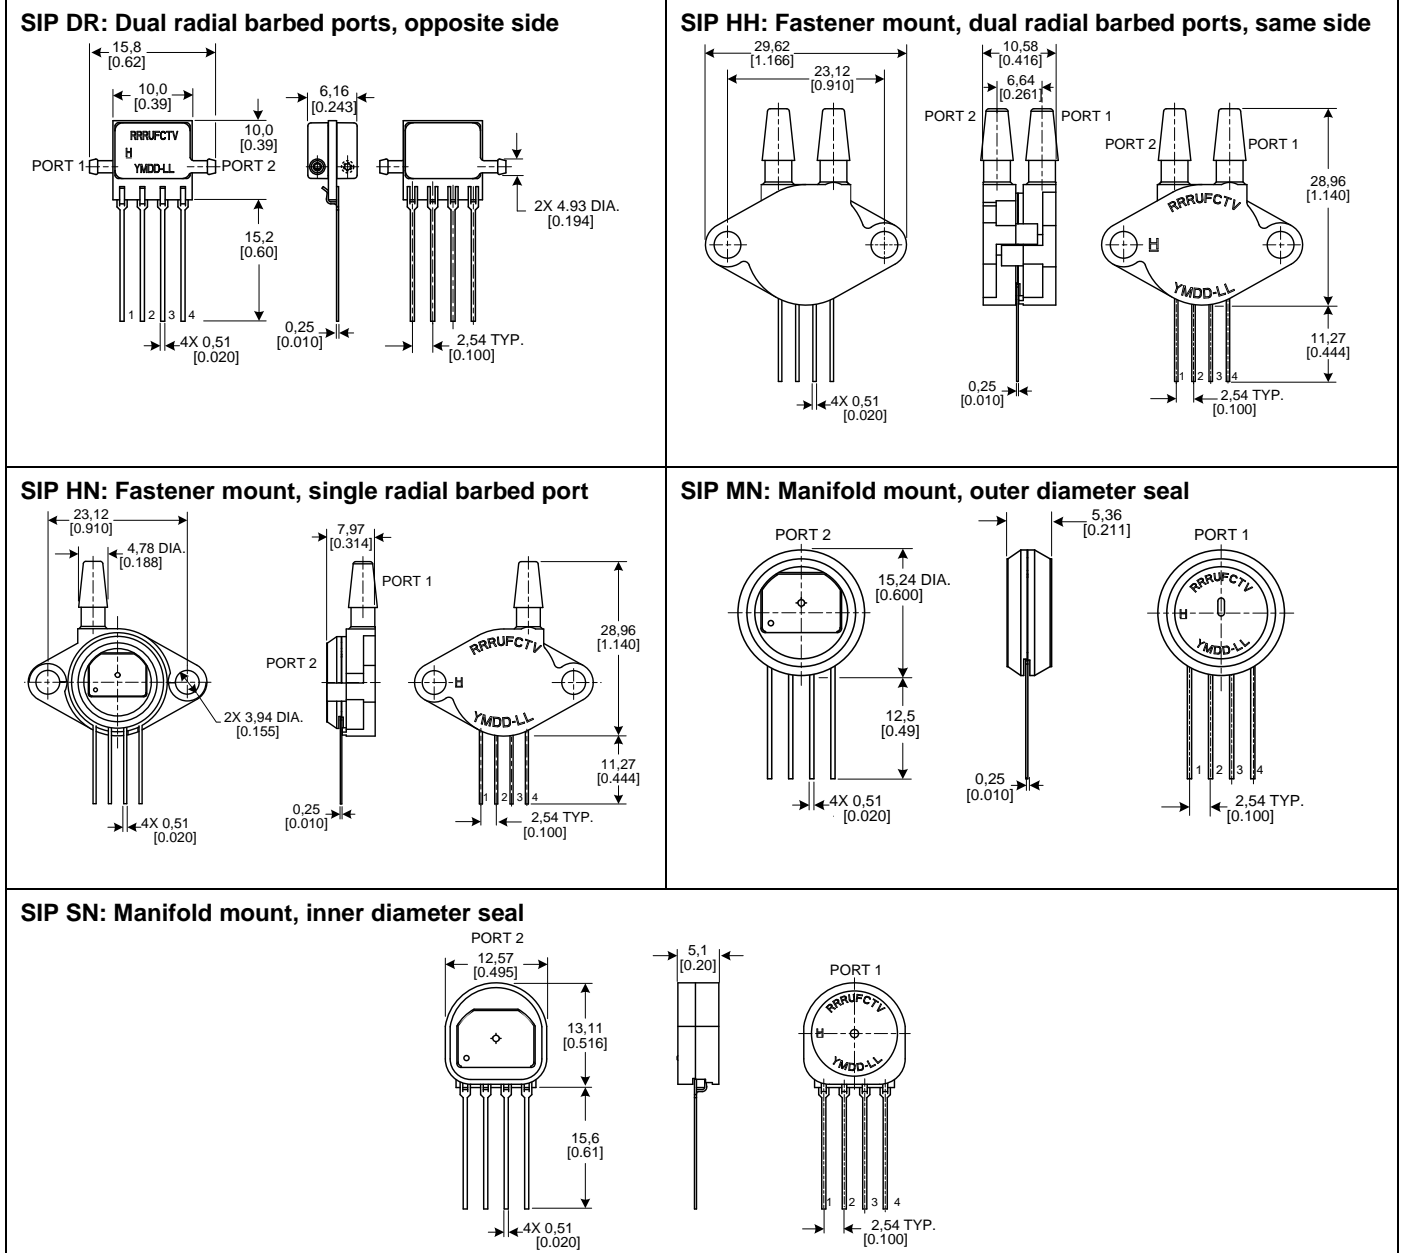 SIP DR: Dual radial barbed ports, opposite side
15,8
[0.62]
10,0
[0.39]
10,0
[0.39]
RRRUFCTV
H
YMDD-LL
PORT 1
PORT 2
15,2
[0.60]
1 2 3 4
4X 0,51
[0.020]
6,16
[0.243]
0,25
[0.010]
2X 4.93 DIA.
[0.194]
2,54 TYP.
[0.100]
SIP HH: Fastener mount, dual radial barbed ports, same side
29,62
[1.166]
23,12
[0.910]
4X 0,51
[0.020]
10,58
[0.416]
6,64
[0.261]
PORT 2
PORT 1
0,25
[0.010]
PORT 2
PORT 1
RRRUFCTV
H
YMDD-LL
28,96
[1.140]
11,27
[0.444]
1 2 3 4
2,54 TYP.
[0.100]
SIP HN: Fastener mount, single radial barbed port
23,12
[0.910]
4,78 DIA.
[0.188]
2X 3,94 DIA.
[0.155]
4X 0,51
[0.020]
7,97
[0.314]
PORT 1
PORT 2
0,25
[0.010]
RRRUFCTV
H
YMDD-LL
28,96
[1.140]
11,27
[0.444]
1 2 3 4
2,54 TYP.
[0.100]
SIP MN: Manifold mount, outer diameter seal
PORT 2
15,24 DIA.
[0.600]
12,5
[0.49]
4X 0,51
[0.020]
5,36
[0.211]
0,25
[0.010]
PORT 1
RRRUFCTV
H
YMDD-LL
1 2 3 4
2,54 TYP.
[0.100]
SIP SN: Manifold mount, inner diameter seal
PORT 2
12,57
[0.495]
13,11
[0.516]
15,6
[0.61]
4X 0,51
[0.020]
5,1
[0.20]
PORT 1
RRRUFCTV
H
YMDD-LL
1 2 3 4
2,54 TYP.
[0.100]